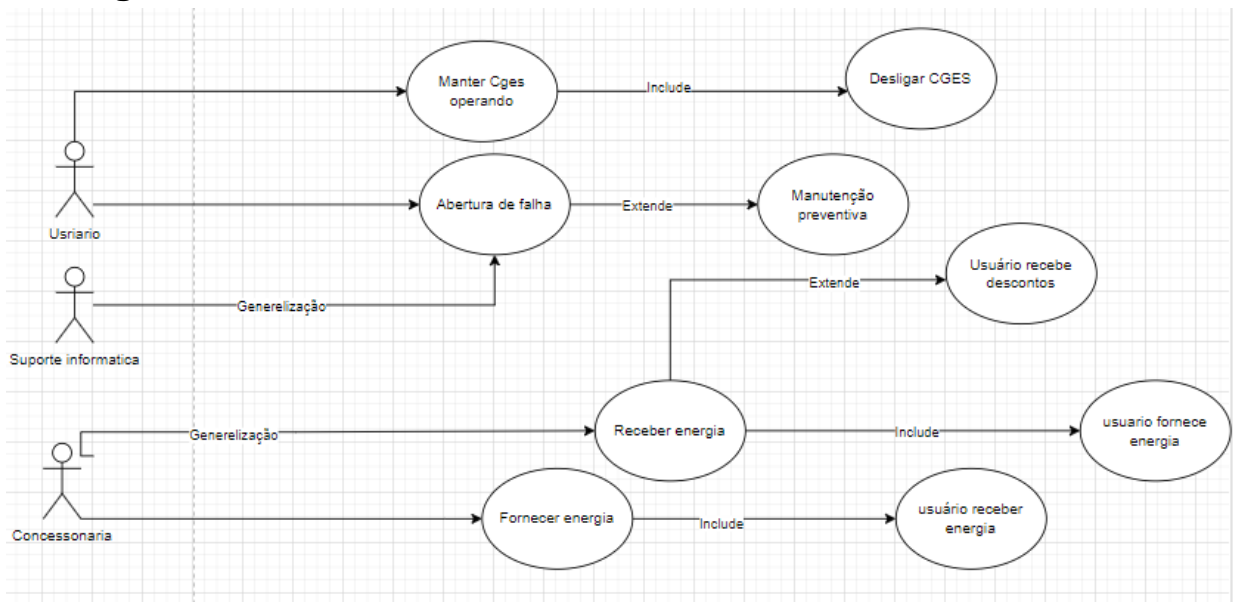 Manter Cges
operando
Include
Desligar CGES
Usriario
Abertura de falha
Extende
Manutenção
preventiva
Suporte informatica
Generelização
Extende
Usuário recebe
descontos
Concessonaria
Generelização
Receber energia
Include
usuario fornece
energia
Fornecer energia
Include
usuário receber
energia